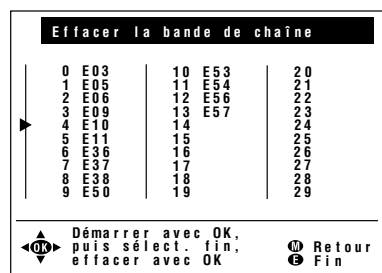 Effacer la bande de chaîne
0 E03 10 E53 20
1 E05 11 E54 21
2 E06 12 E56 22
3 E09 13 E57 23
4 E10 14 24
5 E11 15 25
6 E36 16 26
7 E37 17 27
8 E38 18 28
9 E50 19 29
Démarrer avec OK,
OK puis sélect. fin, M Retour
effacer avec OK E Fin